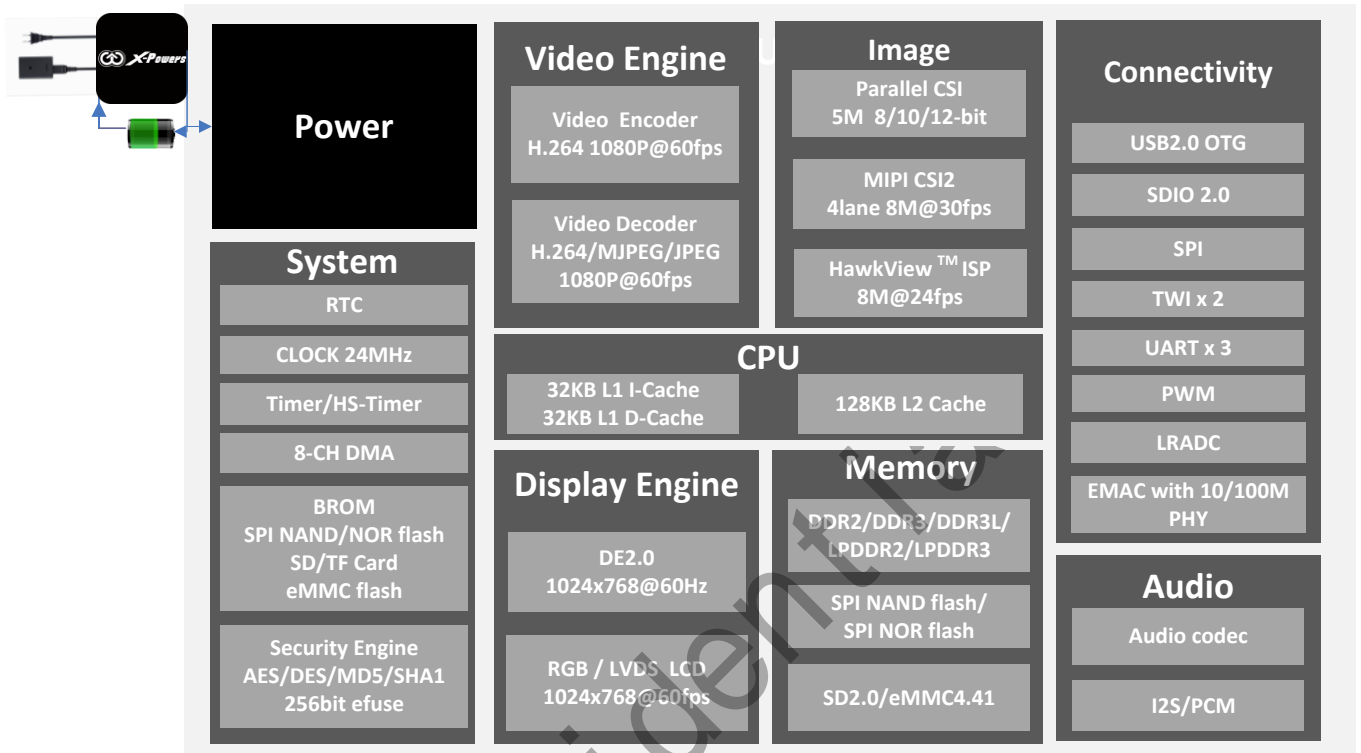 X-Powers
Power
System
RTC
CLOCK 24MHz
Timer/HS-Timer
8-CH DMA
BROM
SPI NAND/NOR flash
SD/TF Card
eMMC flash
Security Engine
AES/DES/MD5/SHA1
256bit efuse
Video Engine
Video Encoder
H.264 1080P@60fps
Video Decoder
H.264/MJPEG/JPEG
1080P@60fps
Image
Parallel CSI
5M 8/10/12-bit
MIPI CSI2
4lane 8M@30fps
HawkView TM ISP
8M@24fps
CPU
32KB L1 I-Cache
32KB L1 D-Cache
128KB L2 Cache
Display Engine
DE2.0
1024x768@60Hz
RGB / LVDS LCD
1024x768@60fps
Memory
DDR2/DDR3/DDR3L/
LPDDR2/LPDDR3
SPI NAND flash/
SPI NOR flash
SD2.0/eMMC4.41
Connectivity
USB2.0 OTG
SDIO 2.0
SPI
TWI x 2
UART x 3
PWM
LRADC
EMAC with 10/100M
PHY
Audio
Audio codec
I2S/PCM